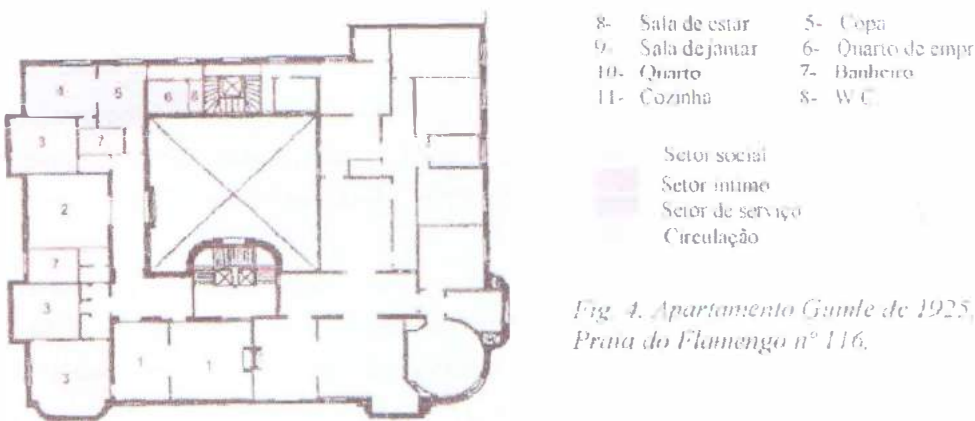 8- Sala de estar 5- Copa
9- Sala de jantar 6- Quarto de empr
10- Quarto 7- Banheiro
11- Cozinha 8- W C.
Setor social
Setor íntimo
Setor de serviço
Circulação
Fig. 4. Apartamento Guinle de 1925,
Praia do Flamengo nº 116.
4 5 6 8
3 7
2
7
3
1 1
3